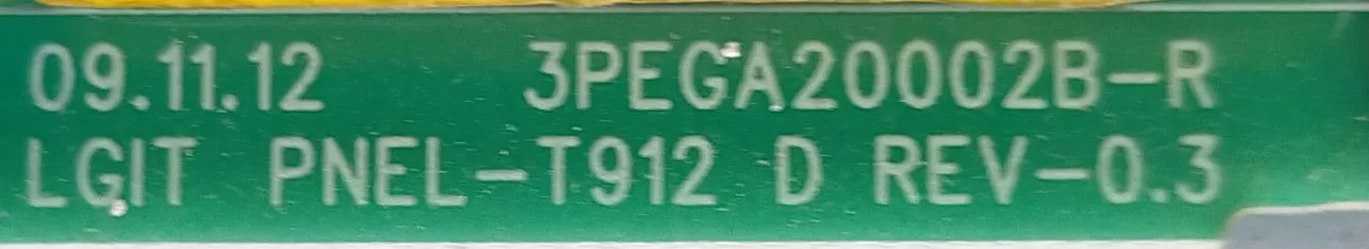 09.11.12 3PEGA20002B-R
LGIT PNEL-T912 D REV-0.3